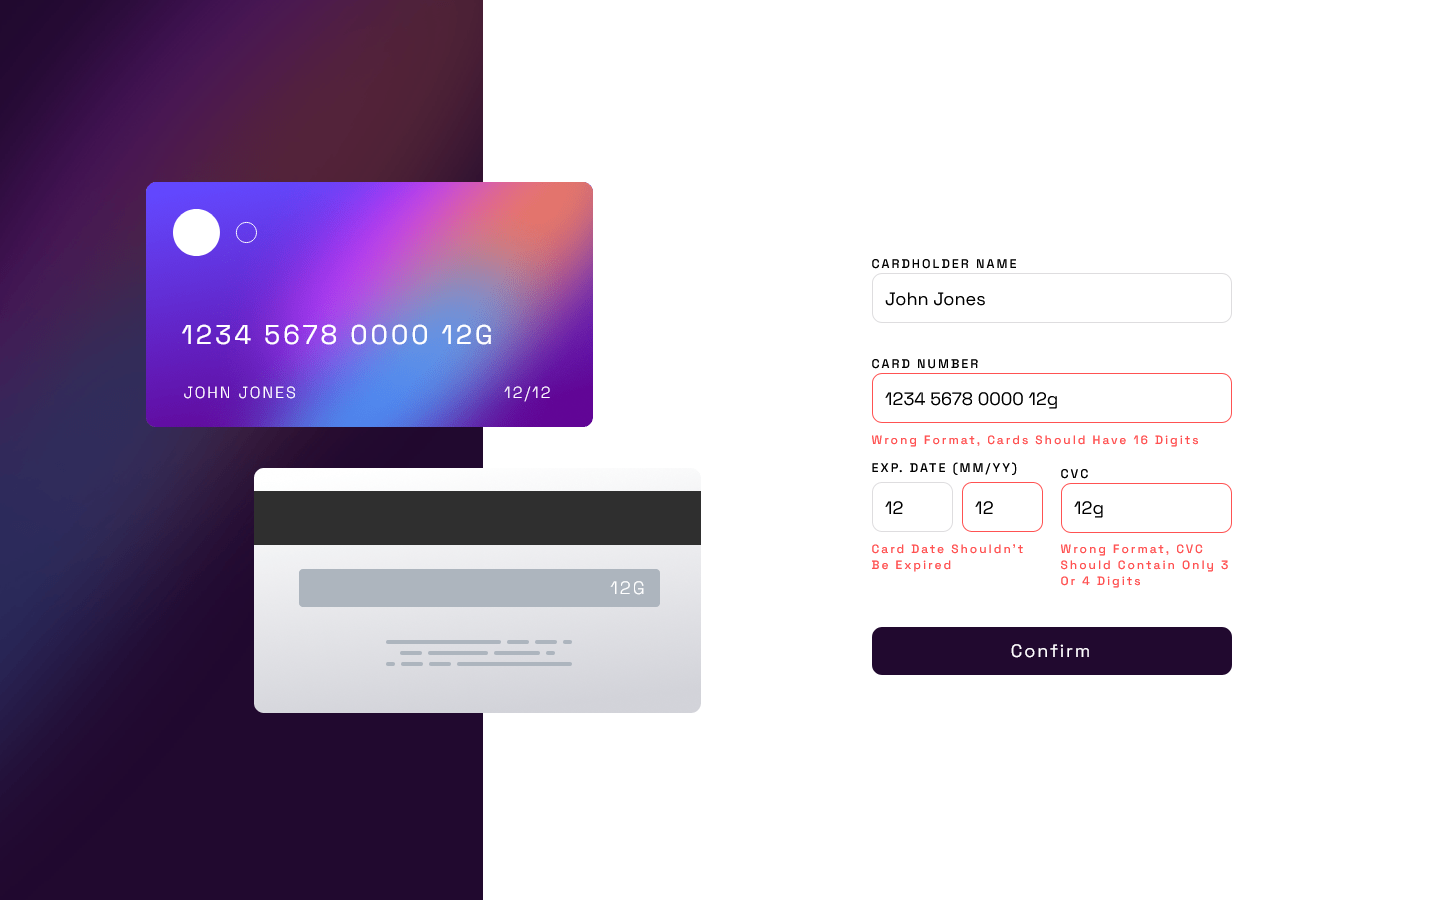 1234 5678 0000 12G
JOHN JONES 12/12
12G
CARDHOLDER NAME
John Jones
CARD NUMBER
1234 5678 0000 12g
Wrong Format, Cards Should Have 16 Digits
EXP. DATE (MM/YY)
12 12
Card Date Shouldn't
Be Expired
CVC
12g
Wrong Format, CVC
Should Contain Only 3
Or 4 Digits
Confirm